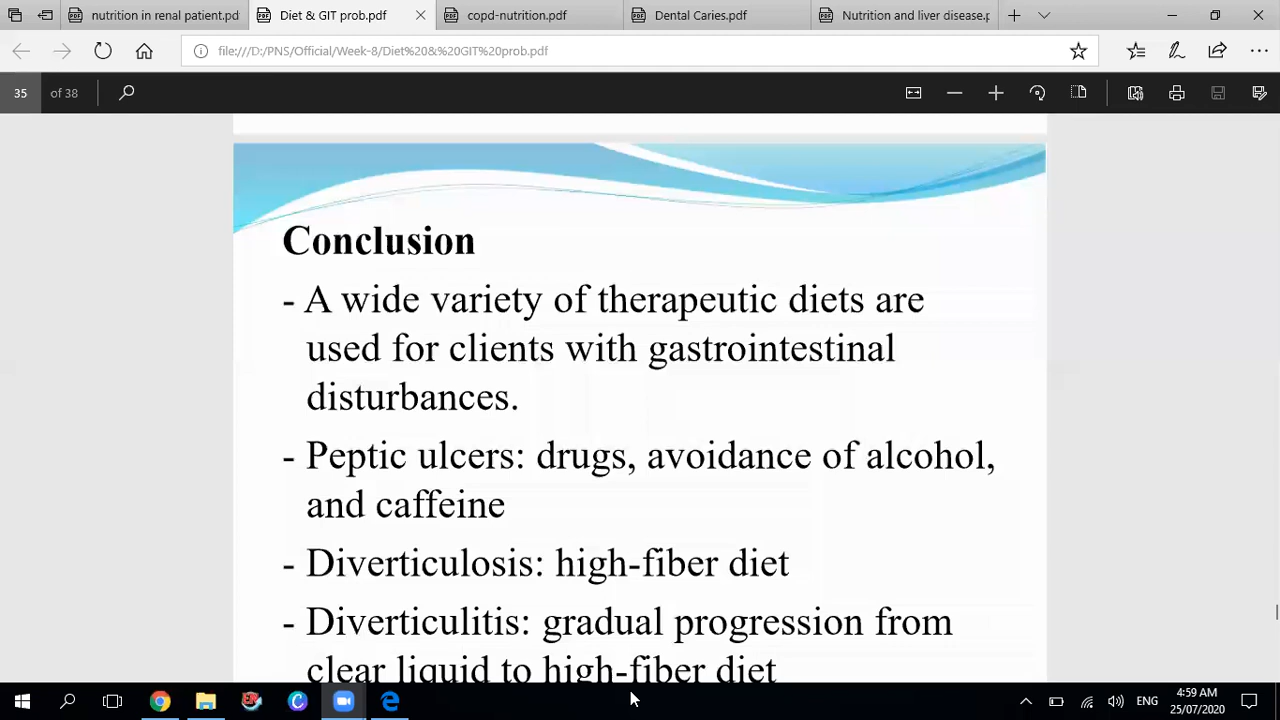 nutrition in renal patient.pdf
Diet & GIT prob.pdf
copd-nutrition.pdf
Dental Caries.pdf
Nutrition and liver disease.p
file:///D:/PNS/Official/Week-8/Diet%20&%20GIT%20prob.pdf
35 of 38
Conclusion
- A wide variety of therapeutic diets are
used for clients with gastrointestinal
disturbances.
- Peptic ulcers: drugs, avoidance of alcohol,
and caffeine
- Diverticulosis: high-fiber diet
- Diverticulitis: gradual progression from
clear liquid to high-fiber diet
ENG
4:59 AM
25/07/2020